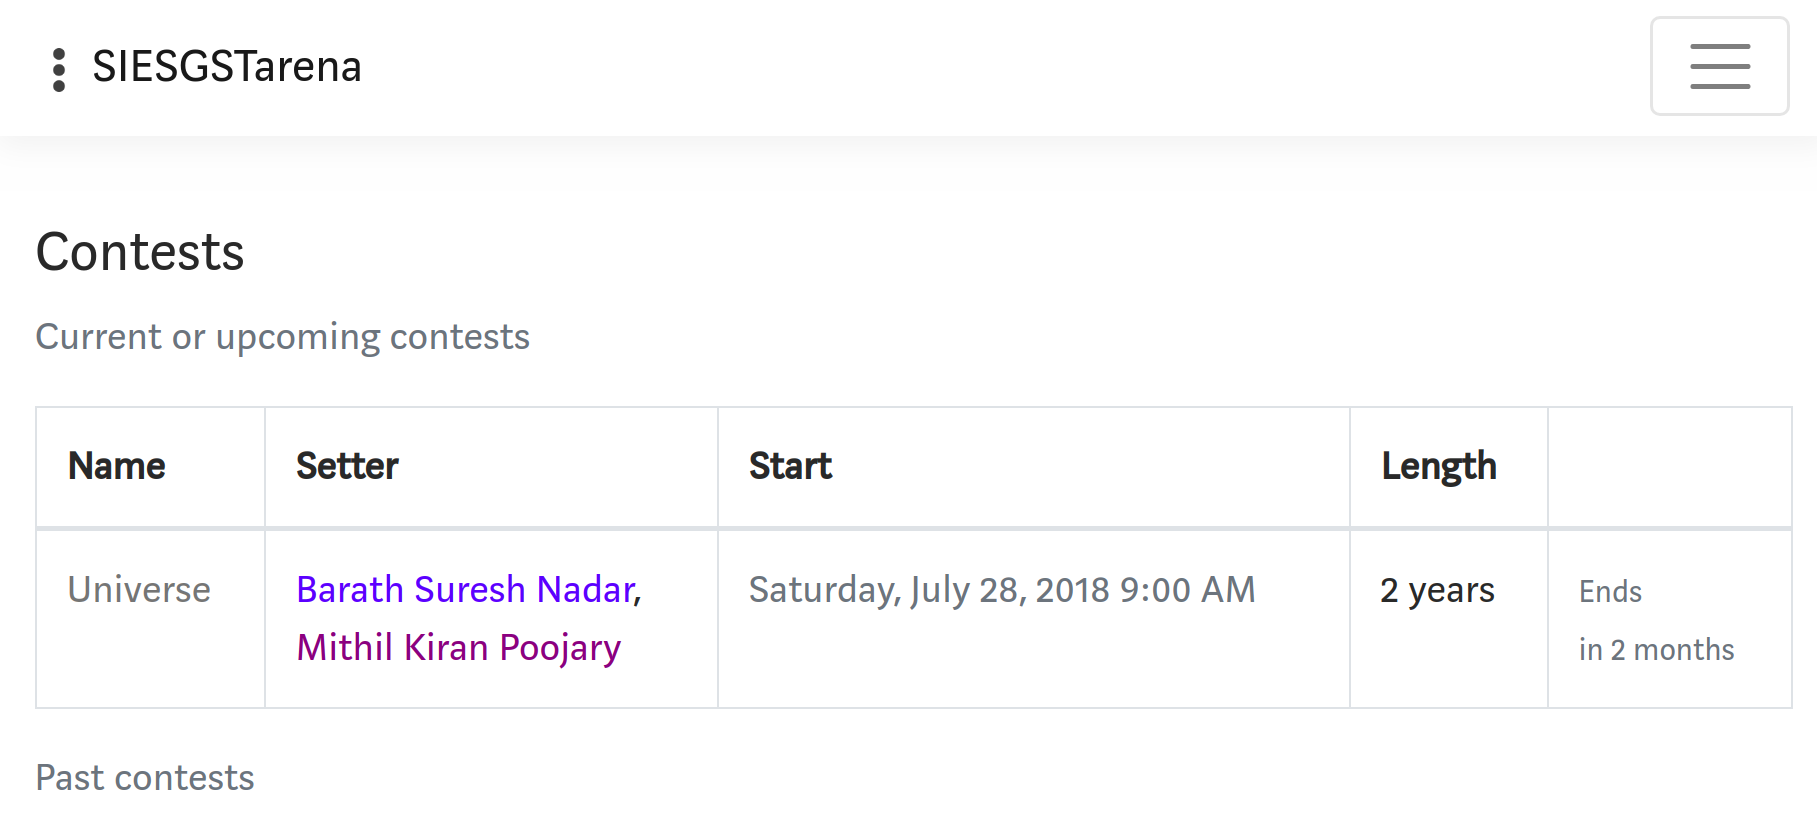 SIESGSTarena
Contests
Current or upcoming contests
Name Setter Start Length
Universe Barath Suresh Nadar, Saturday, July 28, 2018 9:00 AM 2 years Ends
Mithil Kiran Poojary in 2 months
Past contests